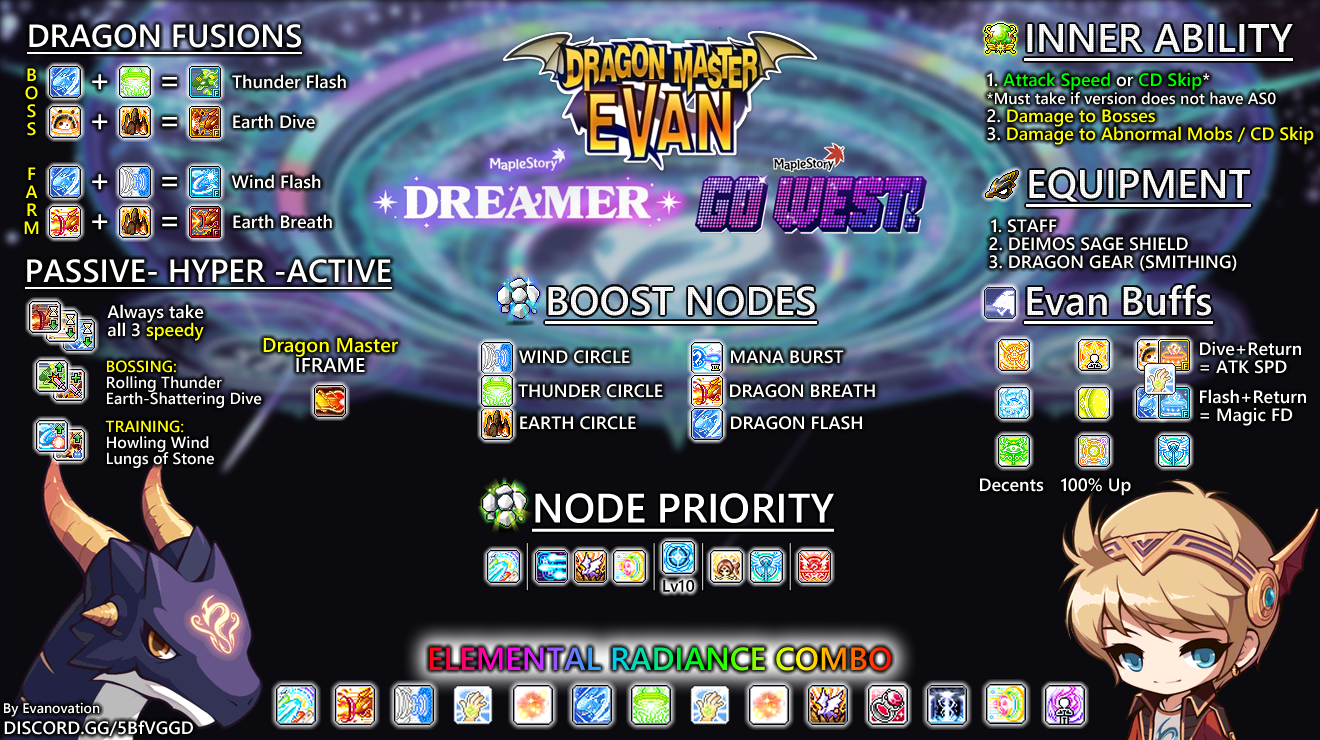 DRAGON FUSIONS
BOSS
+ = Thunder Flash
+ = Earth Dive
FARM
+ = Wind Flash
+ = Earth Breath
PASSIVE- HYPER -ACTIVE
Always take
all 3 speedy
BOSSING:
Rolling Thunder
Earth-Shattering Dive
TRAINING:
Howling Wind
Lungs of Stone
Dragon Master
IFRAME
DRAGON MASTER
EVAN
MapleStory
DREAMER
MapleStory
GO WEST!
BOOST NODES
WIND CIRCLE
THUNDER CIRCLE
EARTH CIRCLE
MANA BURST
DRAGON BREATH
DRAGON FLASH
NODE PRIORITY
Lv10
INNER ABILITY
1. Attack Speed or CD Skip*
*Must take if version does not have AS0
2. Damage to Bosses
3. Damage to Abnormal Mobs / CD Skip
EQUIPMENT
1. STAFF
2. DEIMOS SAGE SHIELD
3. DRAGON GEAR (SMITHING)
Evan Buffs
Dive+Return
= ATK SPD
Flash+Return
= Magic FD
Decents
100% Up
ELEMENTAL RADIANCE COMBO
By Evanovation
DISCORD.GG/5BfVGGD